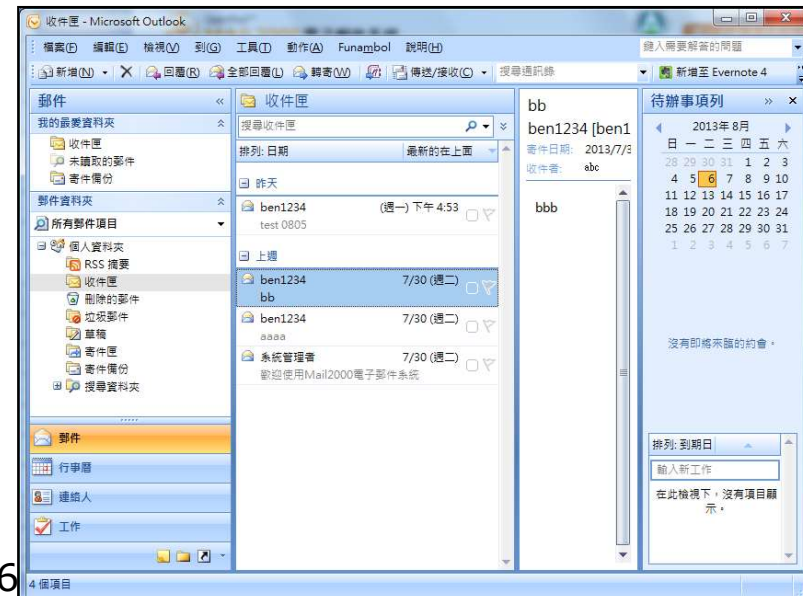 收件匣 - Microsoft Outlook
檔案(F) 編輯(E) 檢視(V) 到(G) 工具(T) 動作(A) Funambol 說明(H)
鍵入需要解答的問題
新增(N) 回覆(R) 全部回覆(L) 轉寄(W) 傳送/接收(C) 搜尋通訊錄 新增至 Evernote 4
郵件 «
我的最愛資料夾
收件匣
未讀取的郵件
寄件備份
郵件資料夾
所有郵件項目
個人資料夾
RSS 摘要
收件匣
刪除的郵件
垃圾郵件
草稿
寄件匣
寄件備份
搜尋資料夾
郵件
行事曆
連絡人
工作
收件匣
搜尋收件匣
排列: 日期 最新的在上面
昨天
ben1234 (週一) 下午 4:53
test 0805
上週
ben1234 7/30 (週二)
bb
ben1234 7/30 (週二)
aaaa
系統管理者 7/30 (週二)
歡迎使用Mail2000電子郵件系統
bb
ben1234 [ben1
寄件日期: 2013/7/3
收件者: abc
bbb
待辦事項列 »
2013年 8月
日 一 二 三 四 五 六
28 29 30 31 1 2 3
4 5 6 7 8 9 10
11 12 13 14 15 16 17
18 19 20 21 22 23 24
25 26 27 28 29 30 31
1 2 3 4 5 6 7
沒有即將來臨的約會。
排列: 到期日
輸入新工作
在此檢視下，沒有項目顯
示。
6
4 個項目